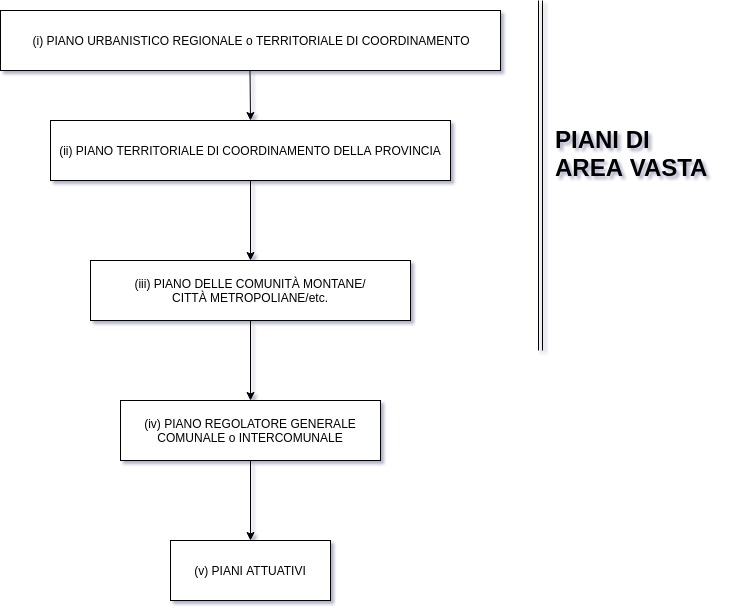 (i) PIANO URBANISTICO REGIONALE o TERRITORIALE DI COORDINAMENTO
(ii) PIANO TERRITORIALE DI COORDINAMENTO DELLA PROVINCIA
PIANI DI
AREA VASTA
(iii) PIANO DELLE COMUNITÀ MONTANE/
CITTÀ METROPOLIANE/etc.
(iv) PIANO REGOLATORE GENERALE
COMUNALE o INTERCOMUNALE
(v) PIANI ATTUATIVI